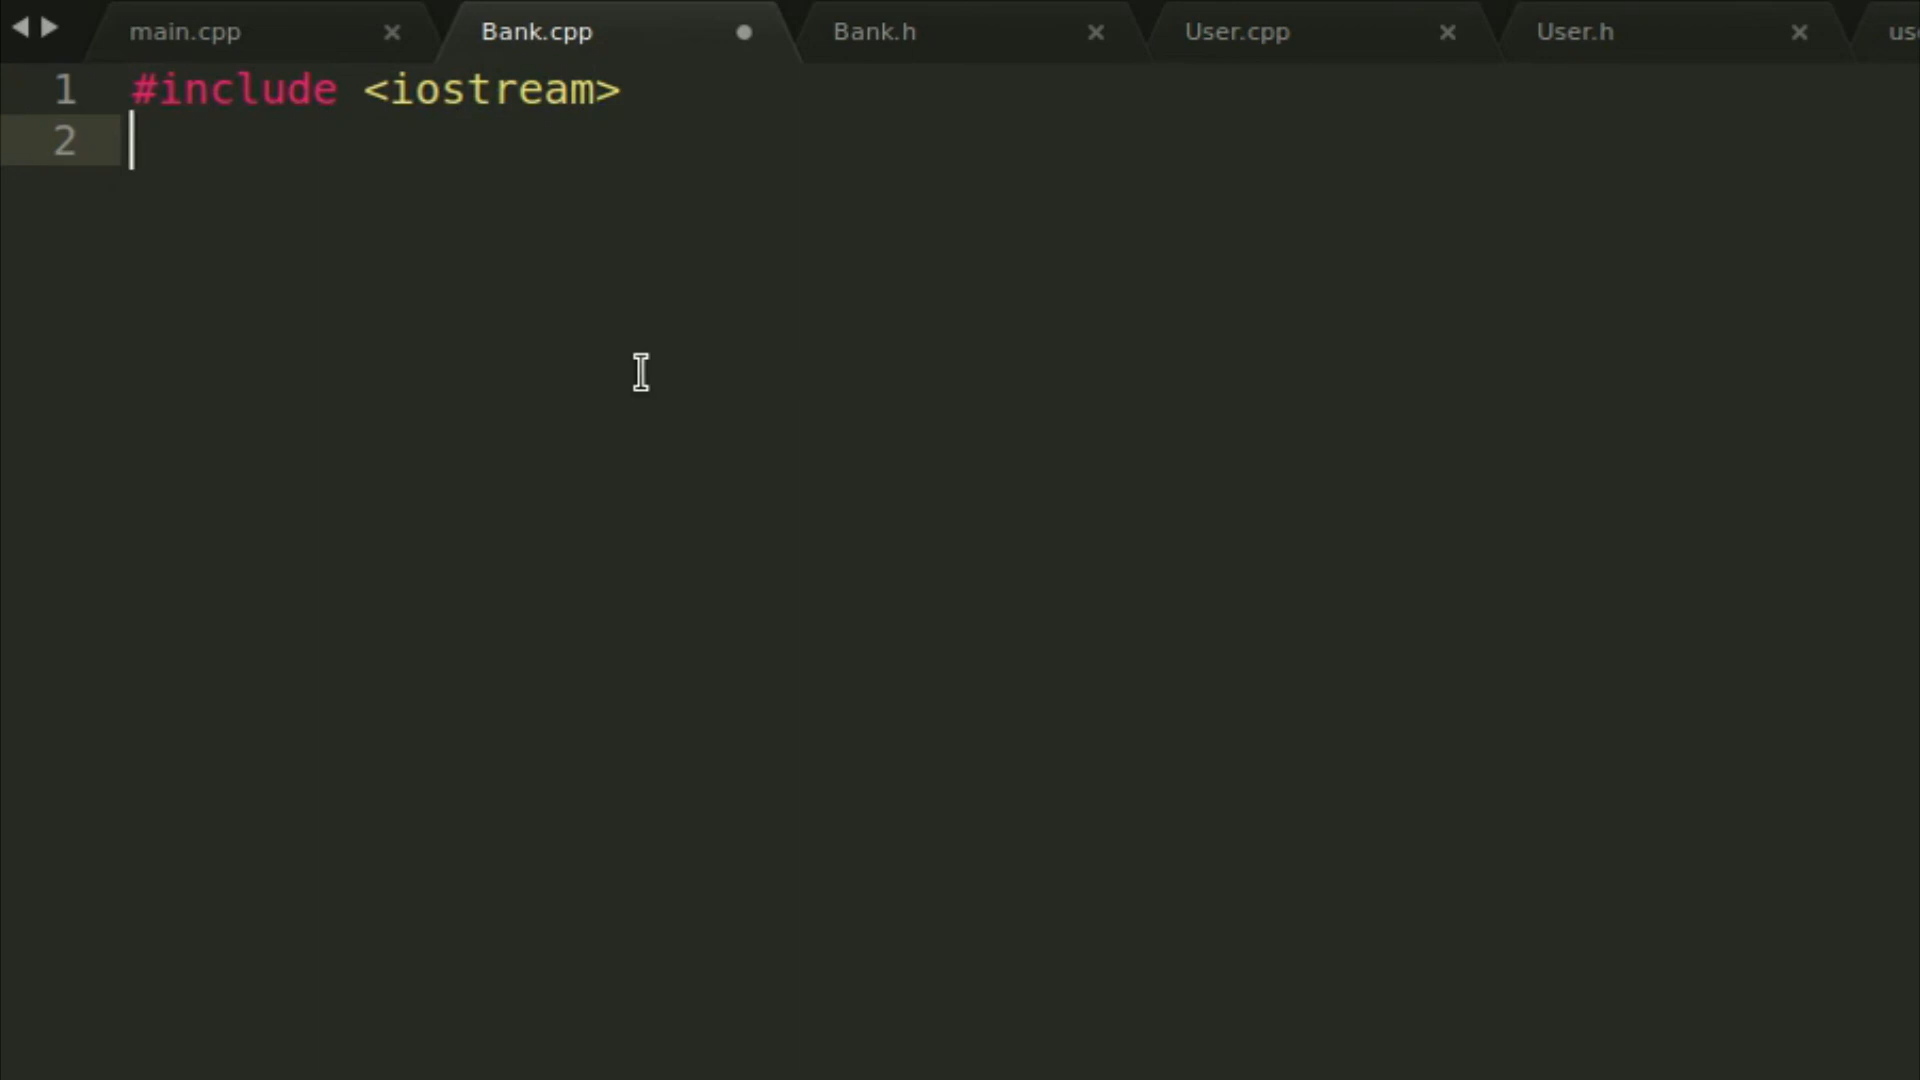 main.cpp Bank.cpp Bank.h User.cpp User.h
1 #include <iostream>
2